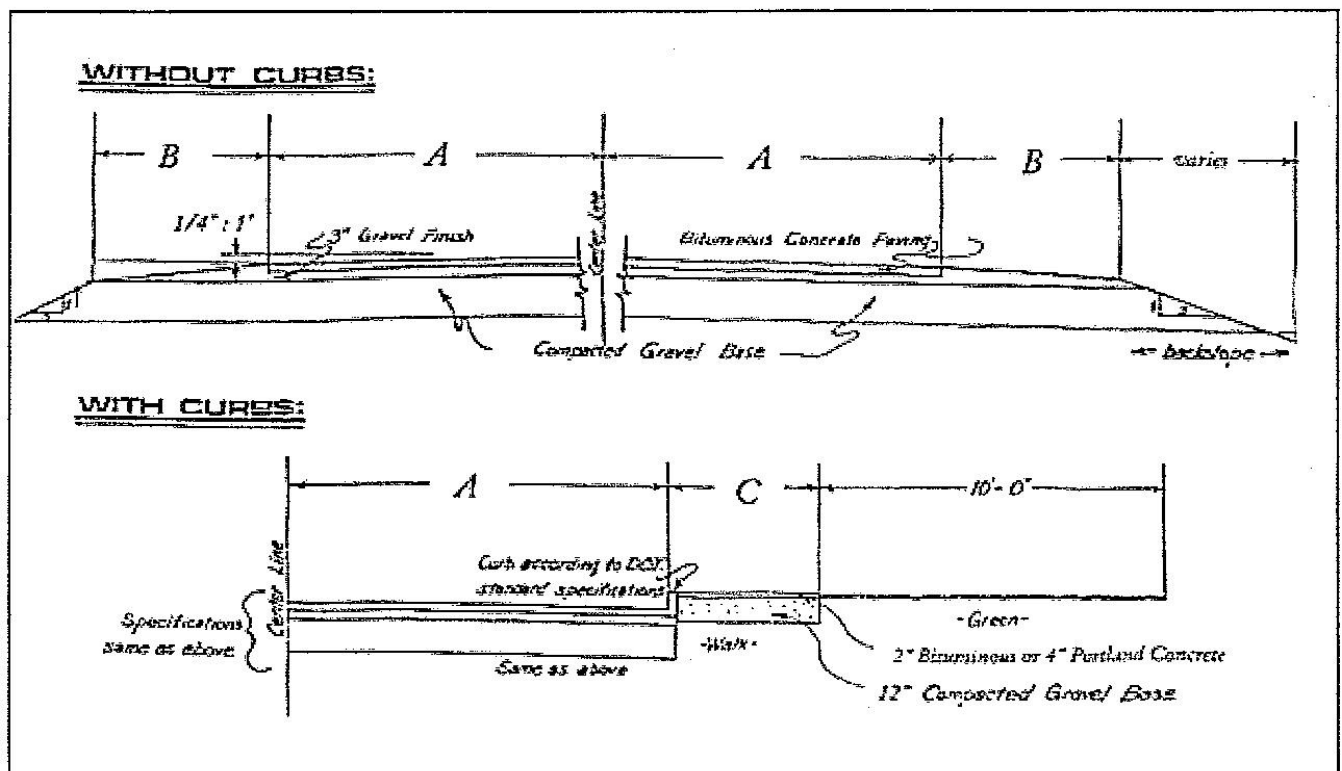 WITHOUT CURBS:
B
A
A
B
varies
1/4" : 1'
3" Gravel Finish
Center Line
Bituminous Concrete Paving
Compacted Gravel Base
backslope
WITH CURBS:
A
C
10'-0"
Center Line
Curb according to DOT
standard specifications
Specifications
same as above
Same as above
-Walk-
-Green-
2" Bituminous or 4" Portland Concrete
12" Compacted Gravel Base